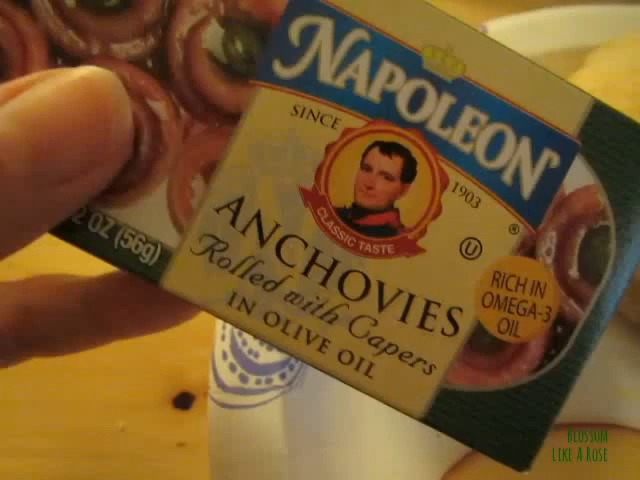 NAPOLEON®
SINCE 1903
CLASSIC TASTE
U
ANCHOVIES
Rolled with Capers
IN OLIVE OIL
RICH IN
OMEGA-3
OIL
2 OZ (56g)
BLOSSOM
LIKE A ROSE